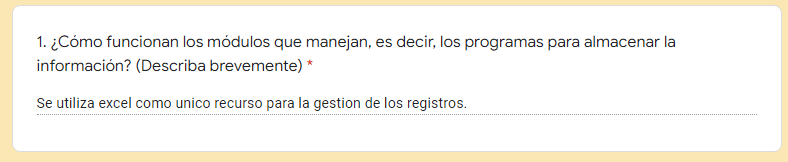 1. ¿Cómo funcionan los módulos que manejan, es decir, los programas para almacenar la
información? (Describa brevemente) *
Se utiliza excel como unico recurso para la gestion de los registros.